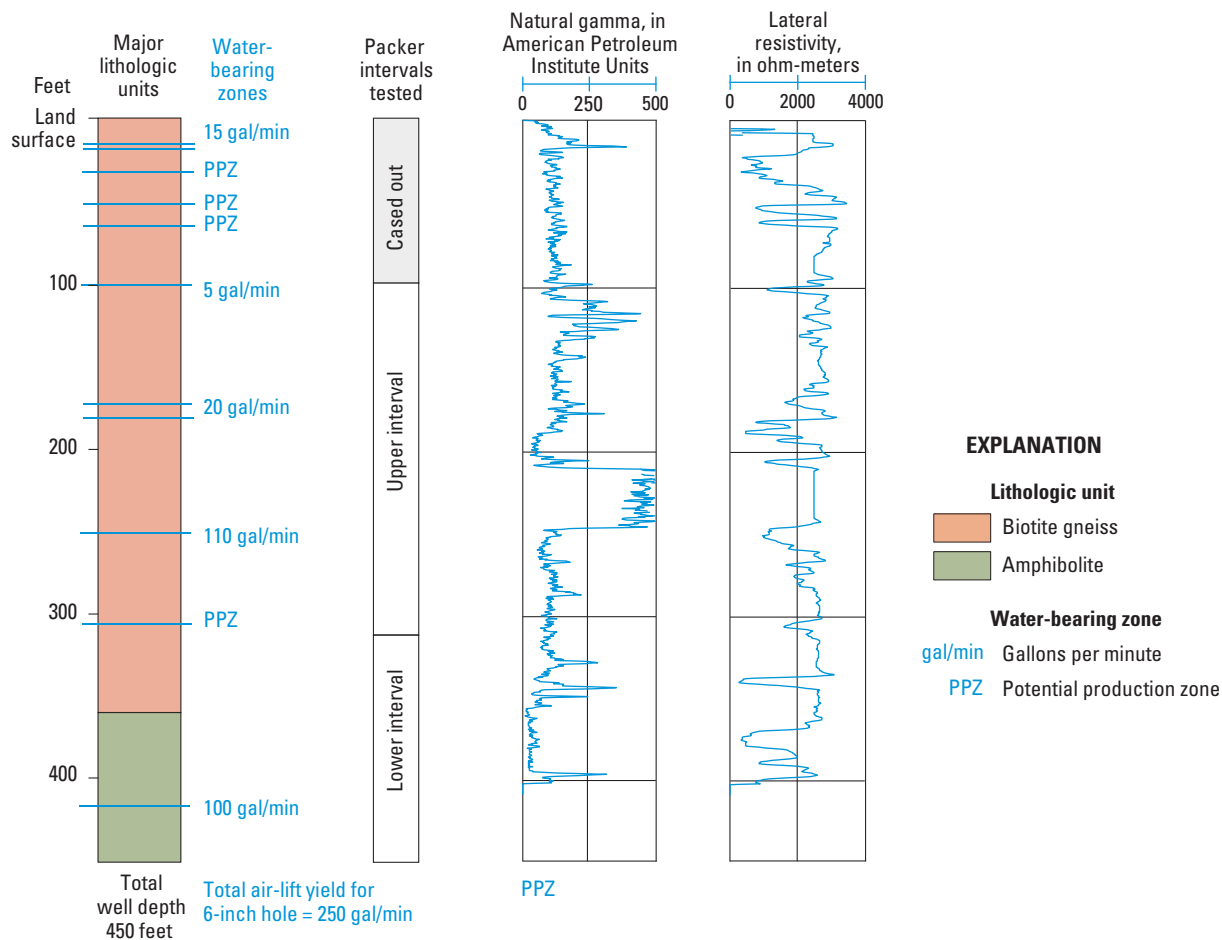 Feet
Land
surface
100
200
300
400
Major
lithologic
units
Water-
bearing
zones
15 gal/min
PPZ
PPZ
PPZ
5 gal/min
20 gal/min
110 gal/min
PPZ
100 gal/min
Total
well depth
450 feet
Total air-lift yield for
6-inch hole = 250 gal/min
Packer
intervals
tested
Cased out
Upper interval
Lower interval
Natural gamma, in
American Petroleum
Institute Units
0 250 500
PPZ
Lateral
resistivity,
in ohm-meters
0 2000 4000
EXPLANATION
Lithologic unit
Biotite gneiss
Amphibolite
Water-bearing zone
gal/min Gallons per minute
PPZ Potential production zone